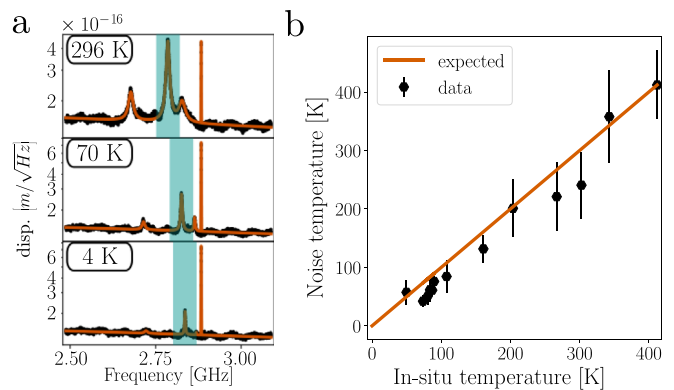 a
× 10⁻¹⁶
4
3
2
296 K
6
4
3
2
70 K
6
4
3
2
4 K
disp. [m/√Hz]
2.50
2.75
3.00
Frequency [GHz]
b
expected
data
400
300
200
100
0
Noise temperature [K]
0
100
200
300
400
In-situ temperature [K]